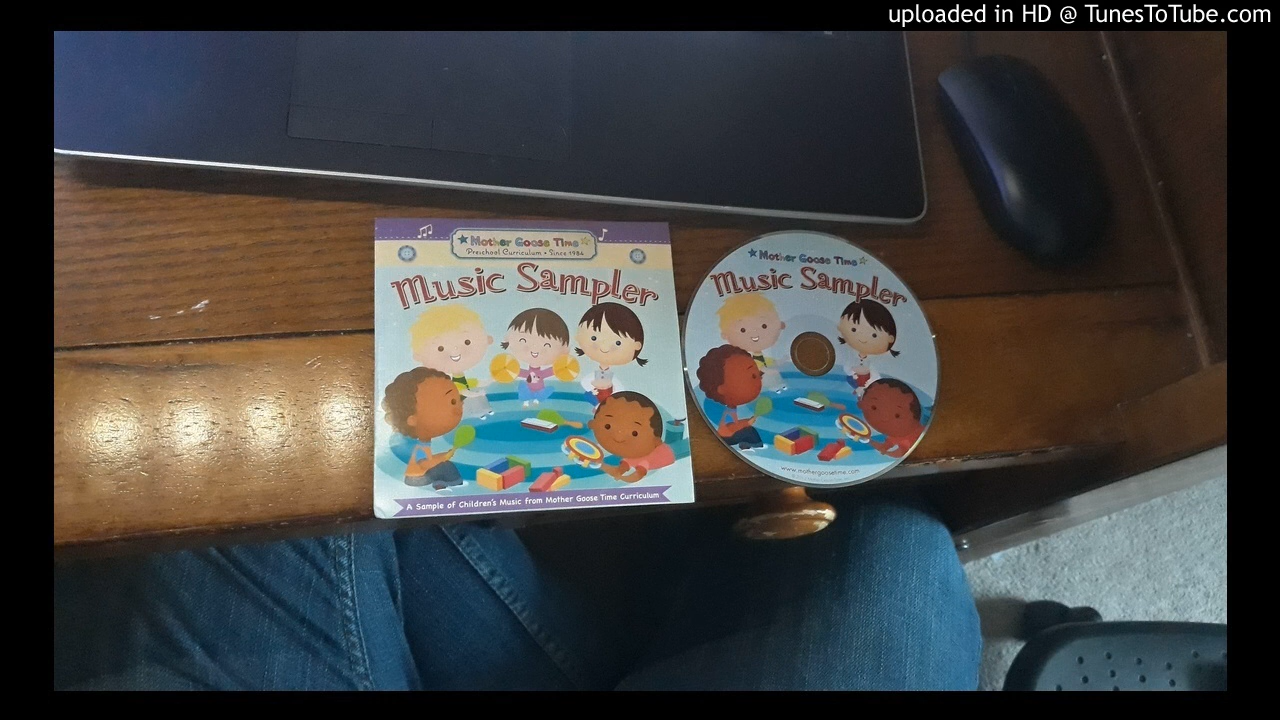 uploaded in HD @ TunesToTube.com
Mother Goose Time
Preschool Curriculum • Since 1984
Music Sampler
A Sample of Children's Music from Mother Goose Time Curriculum
Mother Goose Time
Music Sampler
www.mothergoosetime.com